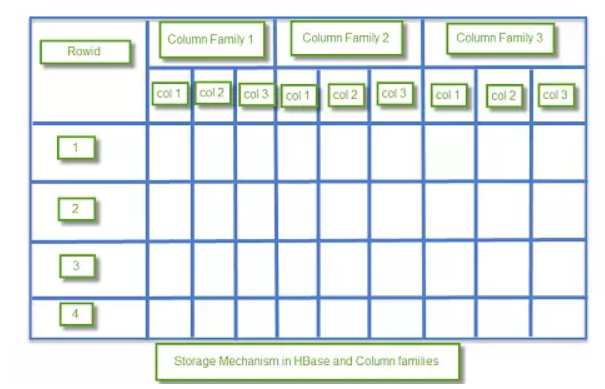 Rowid Column Family 1 Column Family 2 Column Family 3
col 1 col 2 col 3 col 1 col 2 col 3 col 1 col 2 col 3
1
2
3
4
Storage Mechanism in HBase and Column families